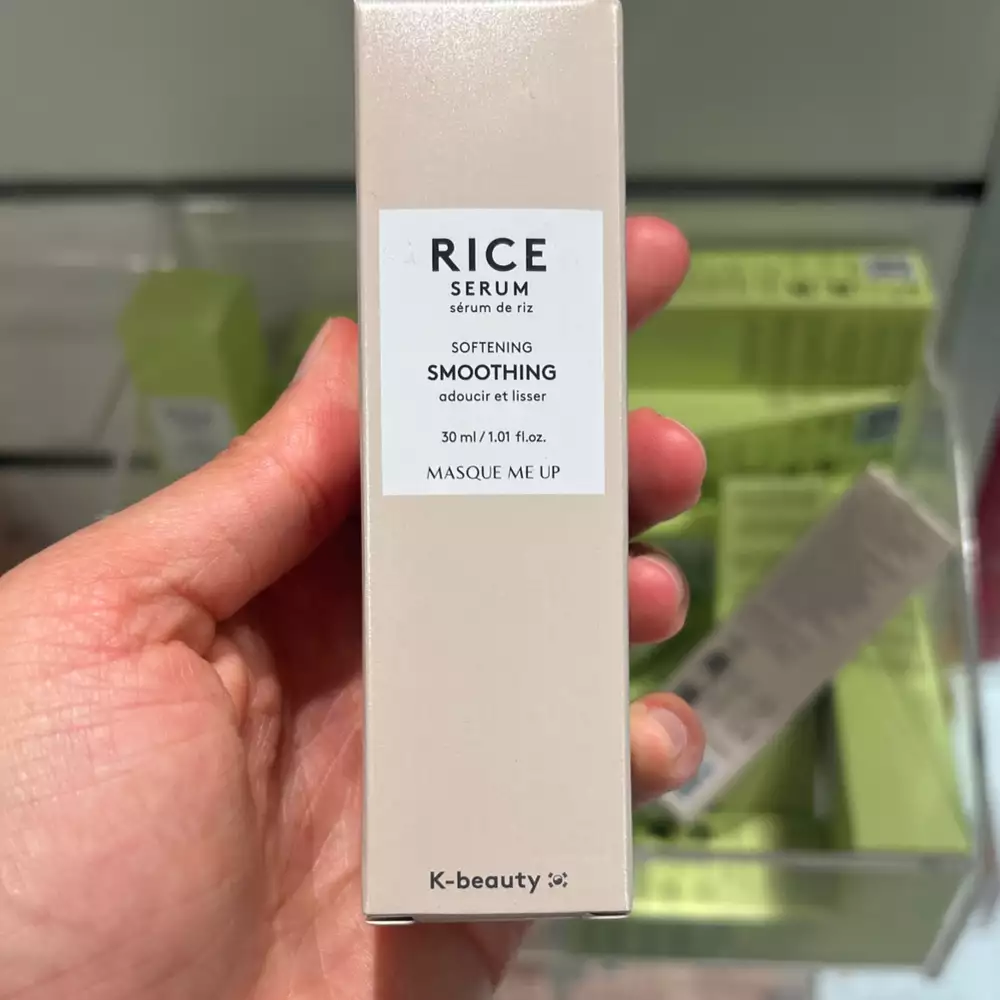 RICE
SERUM
sérum de riz
SOFTENING
SMOOTHING
adoucir et lisser
30 ml / 1.01 fl.oz.
MASQUE ME UP
K-beauty